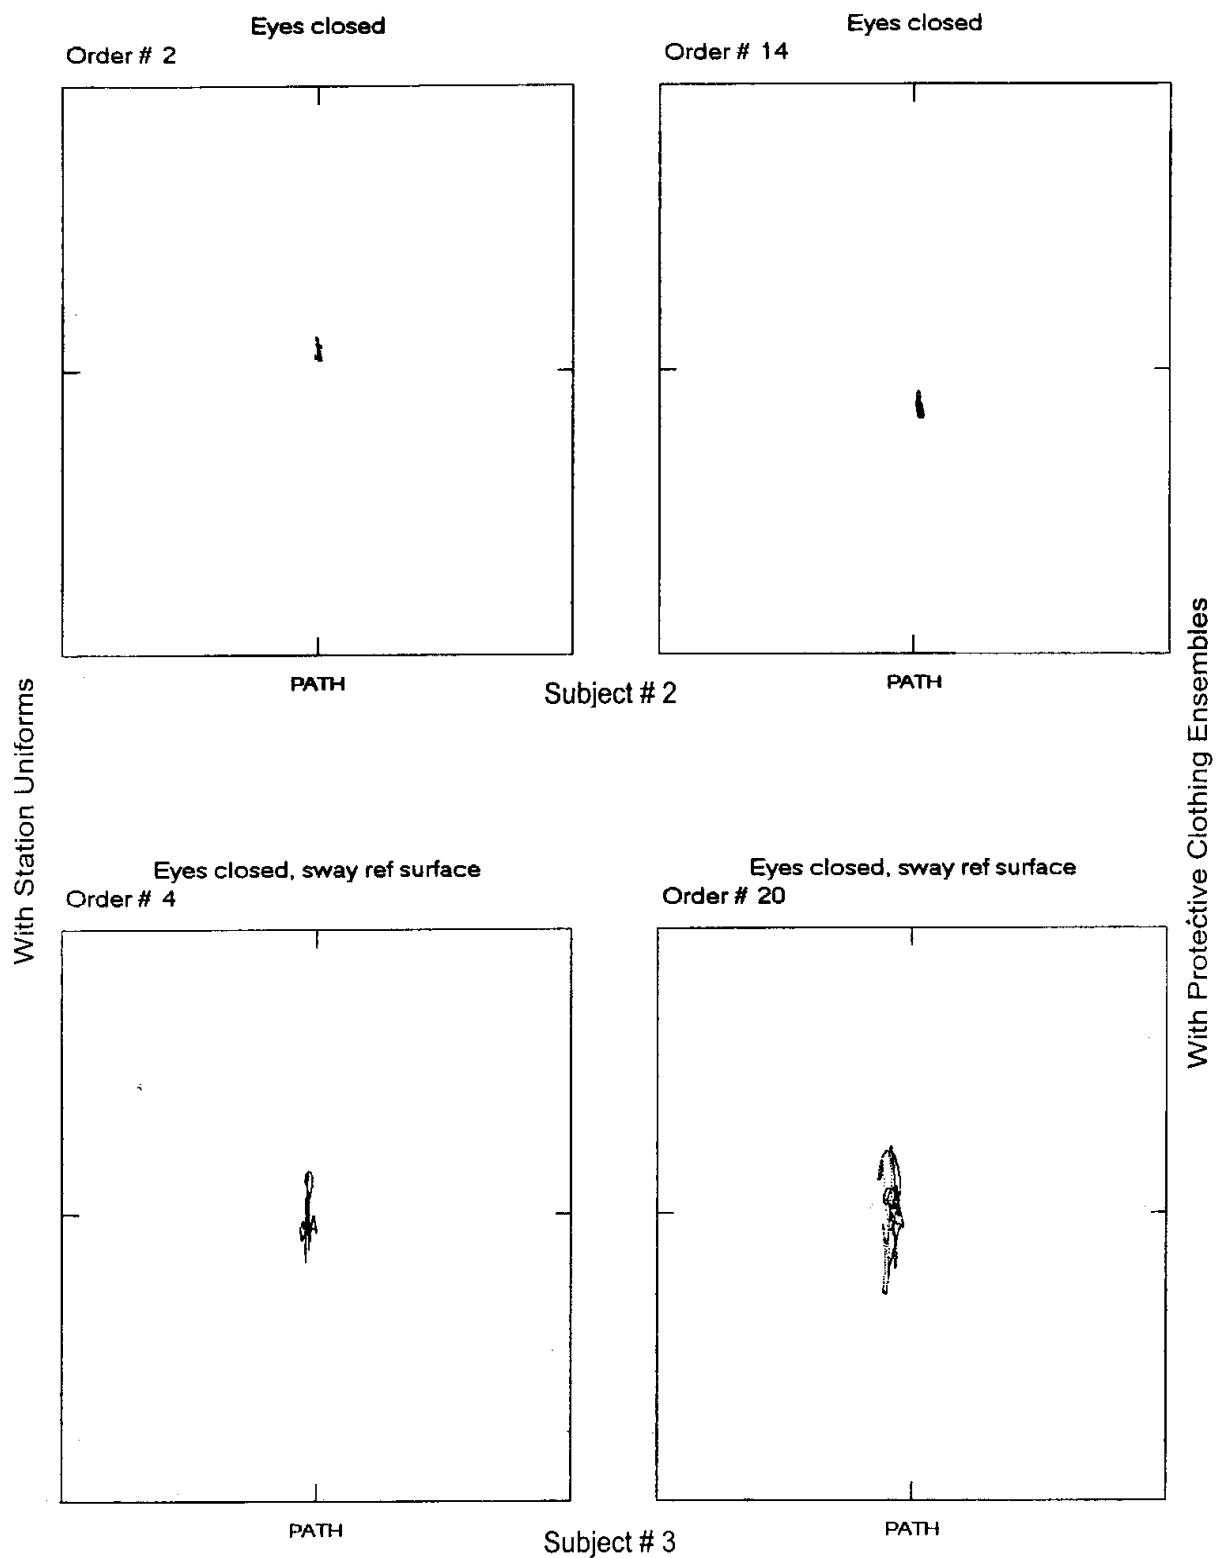 Eyes closed
Order # 2
Eyes closed
Order # 14
PATH
Subject # 2
PATH
With Station Uniforms
With Protective Clothing Ensembles
Eyes closed, sway ref surface
Order # 4
Eyes closed, sway ref surface
Order # 20
PATH
Subject # 3
PATH